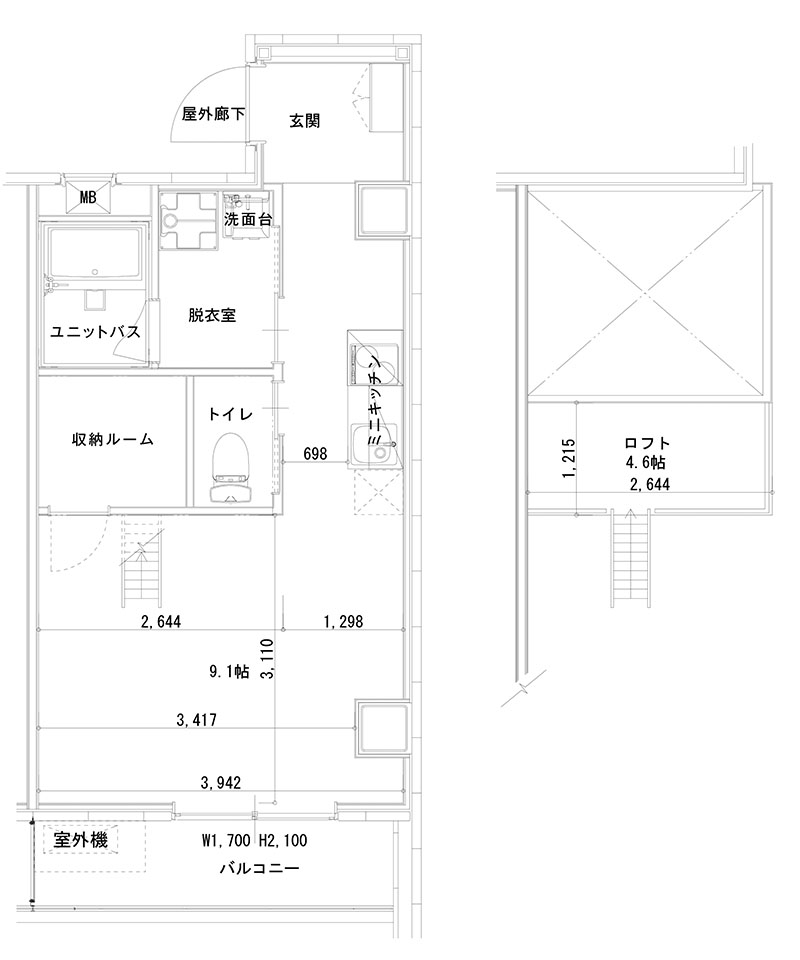 屋外廊下
玄関
MB
洗面台
ユニットバス
脱衣室
ミニキッチン
収納ルーム
トイレ
698
2,644
1,298
9.1帖
3,110
3,417
3,942
室外機
W1,700 H2,100
バルコニー
1,215
ロフト
4.6帖
2,644